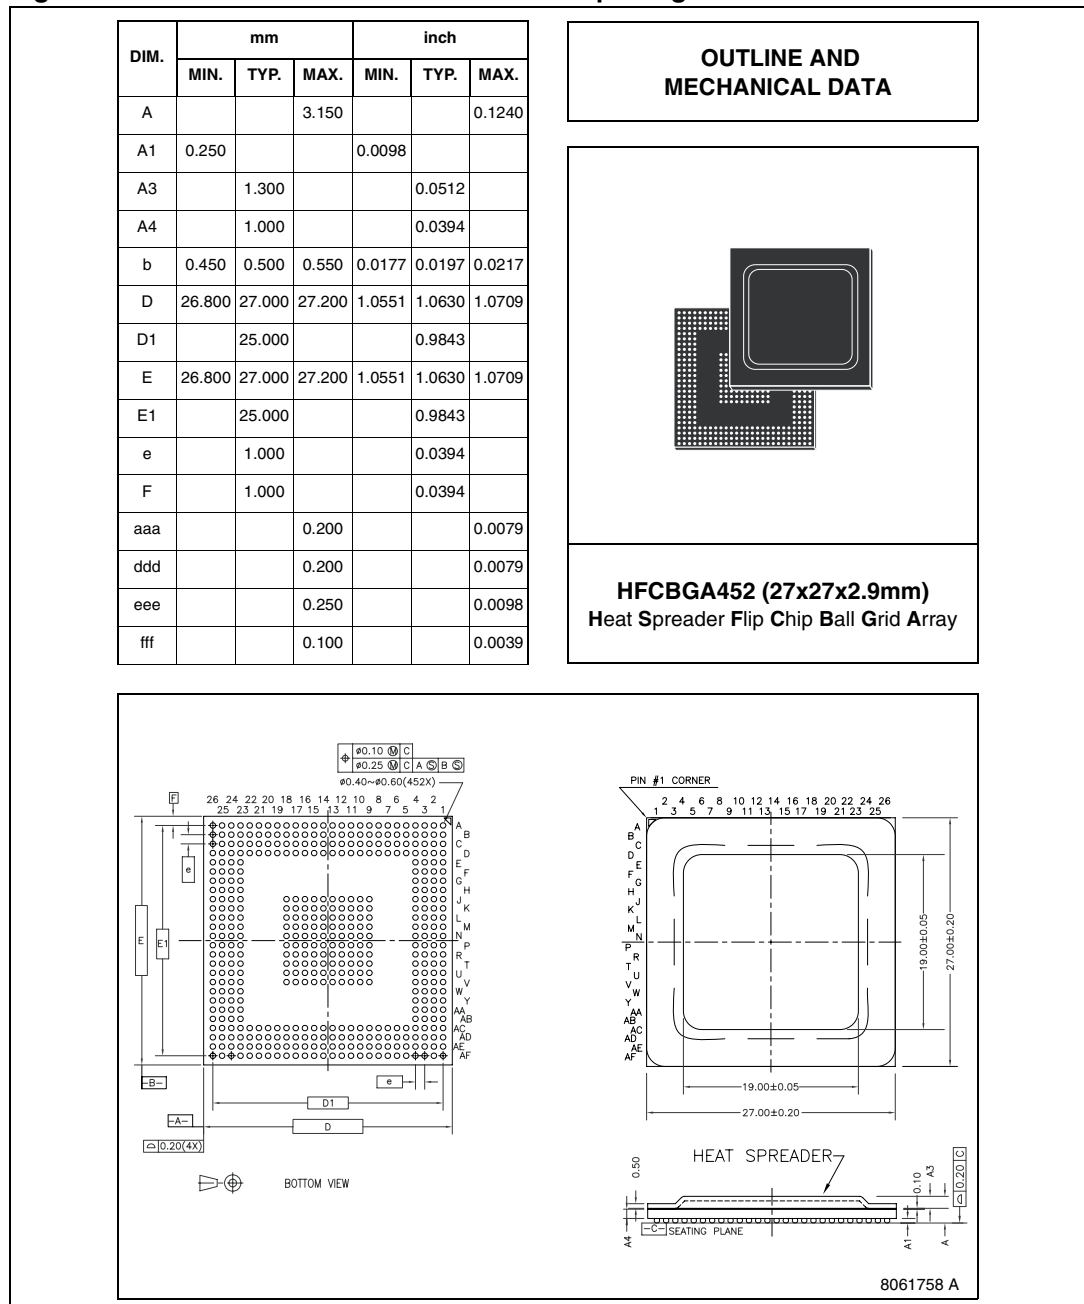 DIM. mm inch
MIN. TYP. MAX. MIN. TYP. MAX.
A 3.150 0.1240
A1 0.250 0.0098
A3 1.300 0.0512
A4 1.000 0.0394
b 0.450 0.500 0.550 0.0177 0.0197 0.0217
D 26.800 27.000 27.200 1.0551 1.0630 1.0709
D1 25.000 0.9843
E 26.800 27.000 27.200 1.0551 1.0630 1.0709
E1 25.000 0.9843
e 1.000 0.0394
F 1.000 0.0394
aaa 0.200 0.0079
ddd 0.200 0.0079
eee 0.250 0.0098
fff 0.100 0.0039
OUTLINE AND
MECHANICAL DATA
HFCBGA452 (27x27x2.9mm)
Heat Spreader Flip Chip Ball Grid Array
ø0.10 Ⓜ C
ø0.25 Ⓜ C A Ⓢ B Ⓢ
ø0.40~ø0.60(452X)
F
26 24 22 20 18 16 14 12 10 8 6 4 2
25 23 21 19 17 15 13 11 9 7 5 3 1
A
B
C
D
E
F
G
H
J
K
L
M
N
P
R
T
U
V
W
Y
AA
AB
AC
AD
AE
AF
e
E
E1
-B-
e
D1
-A-
D
0.20(4X)
BOTTOM VIEW
PIN #1 CORNER
2 4 6 8 10 12 14 16 18 20 22 24 26
1 3 5 7 9 11 13 15 17 19 21 23 25
A
B
C
D
E
F
G
H
J
K
L
M
N
P
R
T
U
V
W
Y
AA
AB
AC
AD
AE
AF
19.00±0.05
27.00±0.20
19.00±0.05
27.00±0.20
HEAT SPREADER
0.50
0.10
A3
0.20 C
-C- SEATING PLANE
A4
A1
A
8061758 A